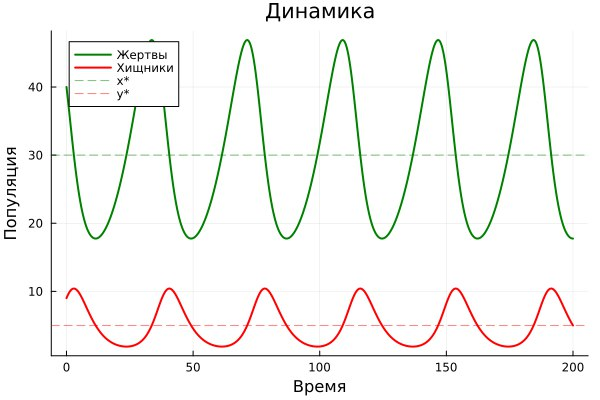 Динамика
Жертвы
Хищники
x*
y*
Популяция
40
30
20
10
0
50
100
150
200
Время